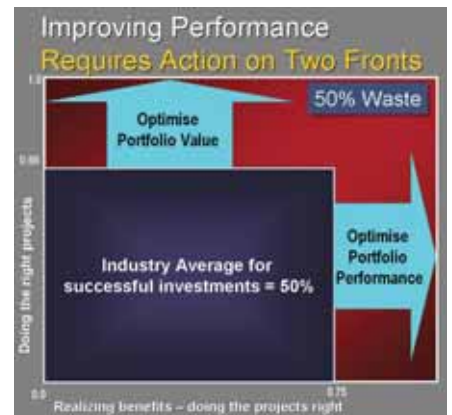 Improving Performance
Requires Action on Two Fronts
1.0
50% Waste
Optimise
Portfolio Value
0.66
Doing the right projects
Industry Average for
successful investments = 50%
Optimise
Portfolio
Performance
0.0
0.75
Realizing benefits – doing the projects right